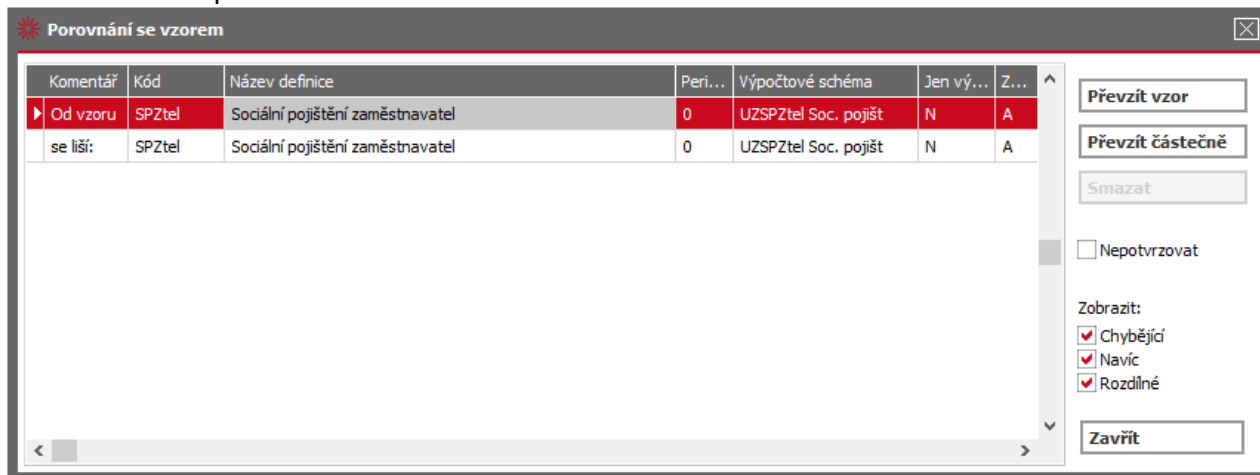 Porovnání se vzorem
Komentář Kód Název definice Peri... Výpočtové schéma Jen vý... Z...
Od vzoru SPZtel Sociální pojištění zaměstnavatel 0 UZSPZtel Soc. pojišt N A
se liší: SPZtel Sociální pojištění zaměstnavatel 0 UZSPZtel Soc. pojišt N A
Převzít vzor
Převzít částečně
Smazat
Nepotvrzovat
Zobrazit:
Chybějící
Navíc
Rozdílné
Zavřít